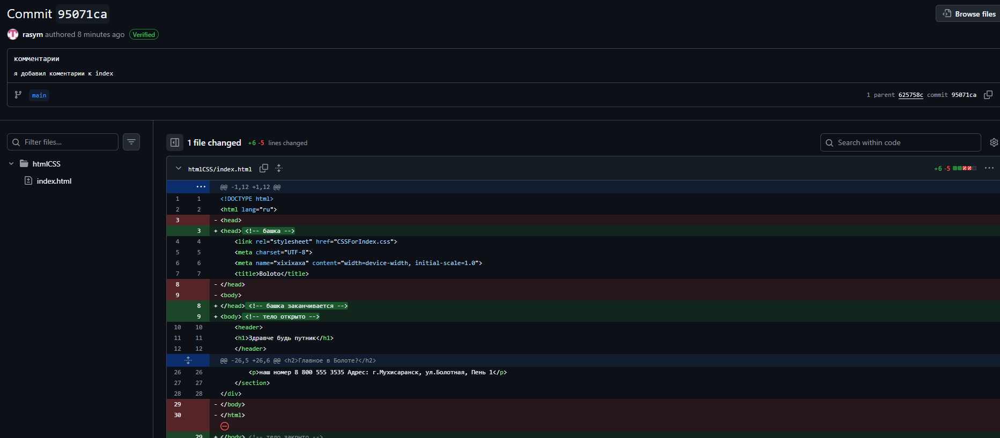 Commit 95071ca
Browse files
rasym authored 8 minutes ago Verified
комментарии
я добавил коментарии к index
main
1 parent 625758c commit 95071ca
Filter files...
htmlCSS
index.html
1 file changed +6 -5 lines changed
Search within code
htmlCSS/index.html
+6 -5
@@ -1,12 +1,12 @@
1 1 <!DOCTYPE html>
2 2 <html lang="ru">
3 - <head>
3 + <head> <!-- башка -->
4 4 <link rel="stylesheet" href="CSSForIndex.css">
5 5 <meta charset="UTF-8">
6 6 <meta name="xixixaxa" content="width=device-width, initial-scale=1.0">
7 7 <title>Boloto</title>
8 - </head>
9 - <body>
8 + </head> <!-- башка заканчивается -->
9 + <body> <!-- тело открыто -->
10 10 <header>
11 11 <h1>Здравче будь путник</h1>
12 12 </header>
@@ -26,5 +26,6 @@ <h2>Главное в Болоте?</h2>
26 26 <p>наш номер 8 800 555 3535 Адрес: г.Мухисаранск, ул.Болотная, Пень 1</p>
27 27 </section>
28 28 </div>
29 - </body>
30 - </html>
29 + </body> <!-- тело закрыто -->